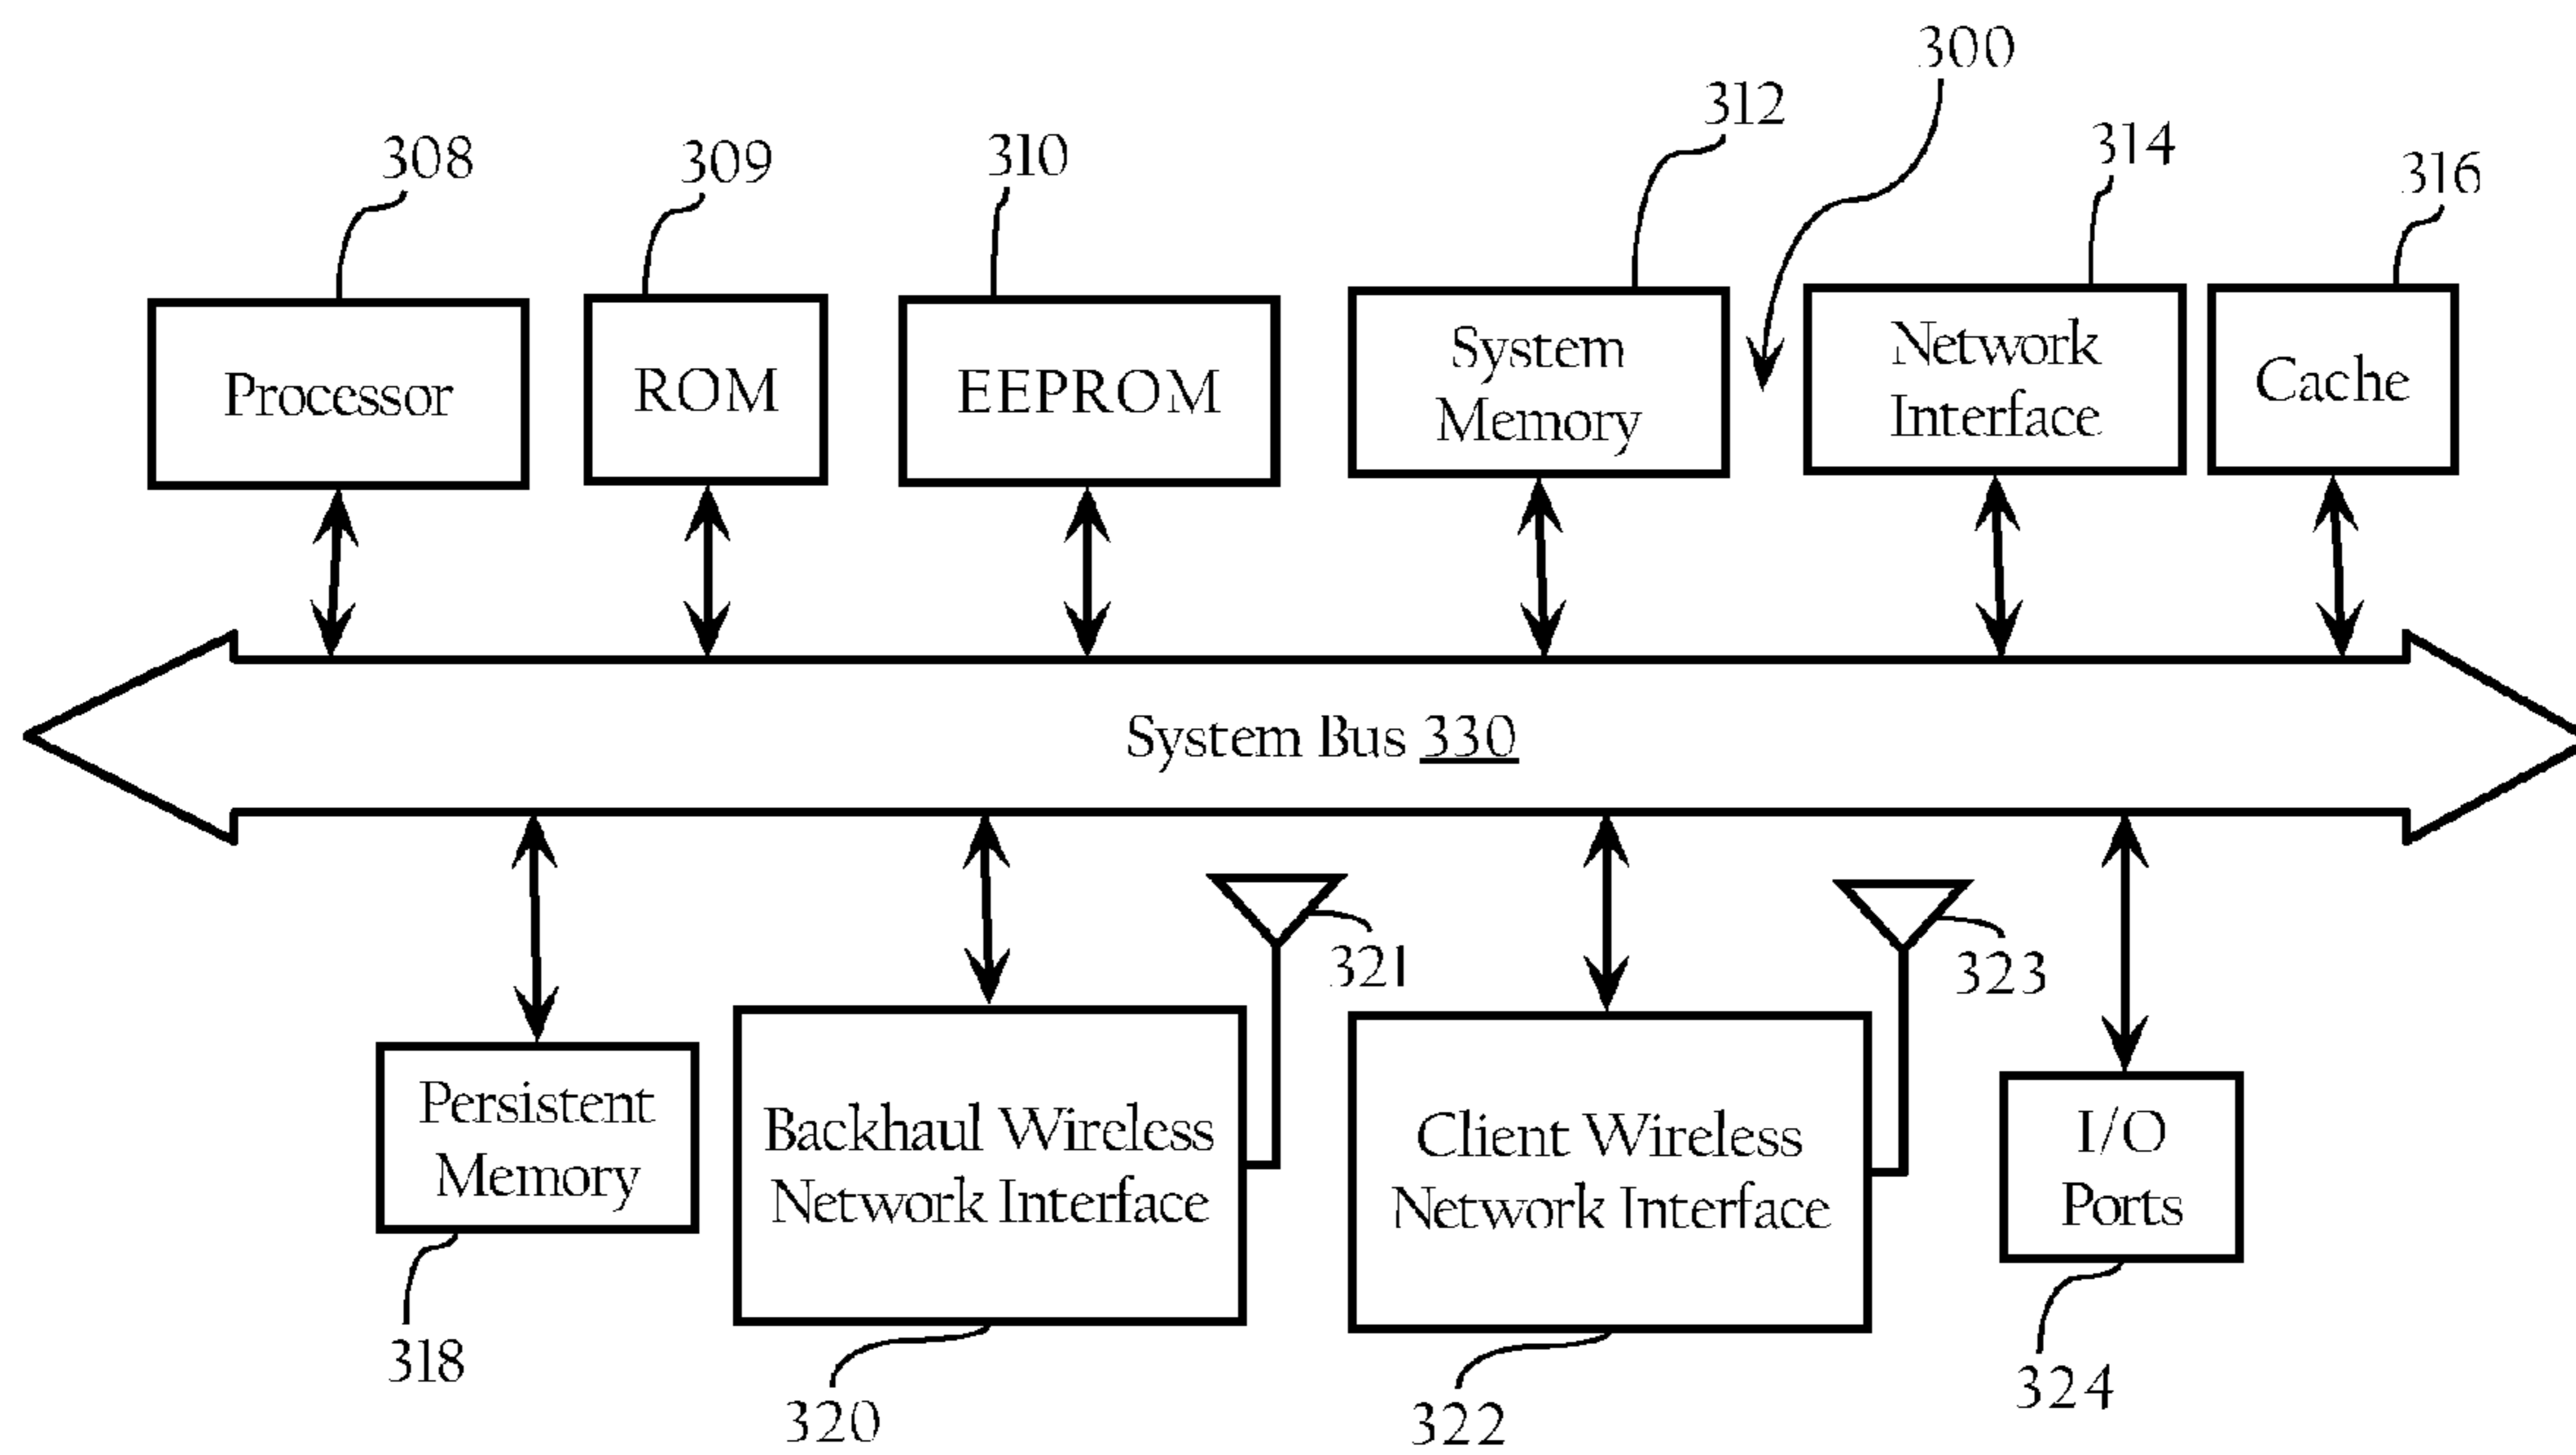 300
312
308
309
310
314
316
Processor
ROM
EEPROM
System
Memory
Network
Interface
Cache
System Bus 330
321
323
Persistent
Memory
Backhaul Wireless
Network Interface
Client Wireless
Network Interface
I/O
Ports
318
320
322
324